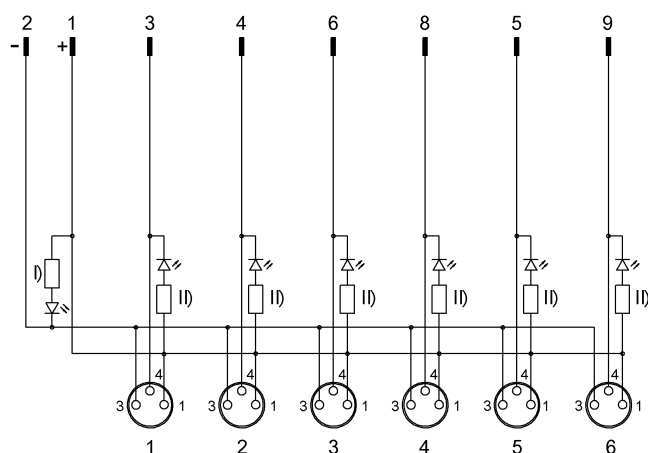 2 1 3 4 6 8 5 9
- +
I) II) II) II) II) II) II)
4 4 4 4 4 4
3 1 3 1 3 1 3 1 3 1 3 1
1 2 3 4 5 6